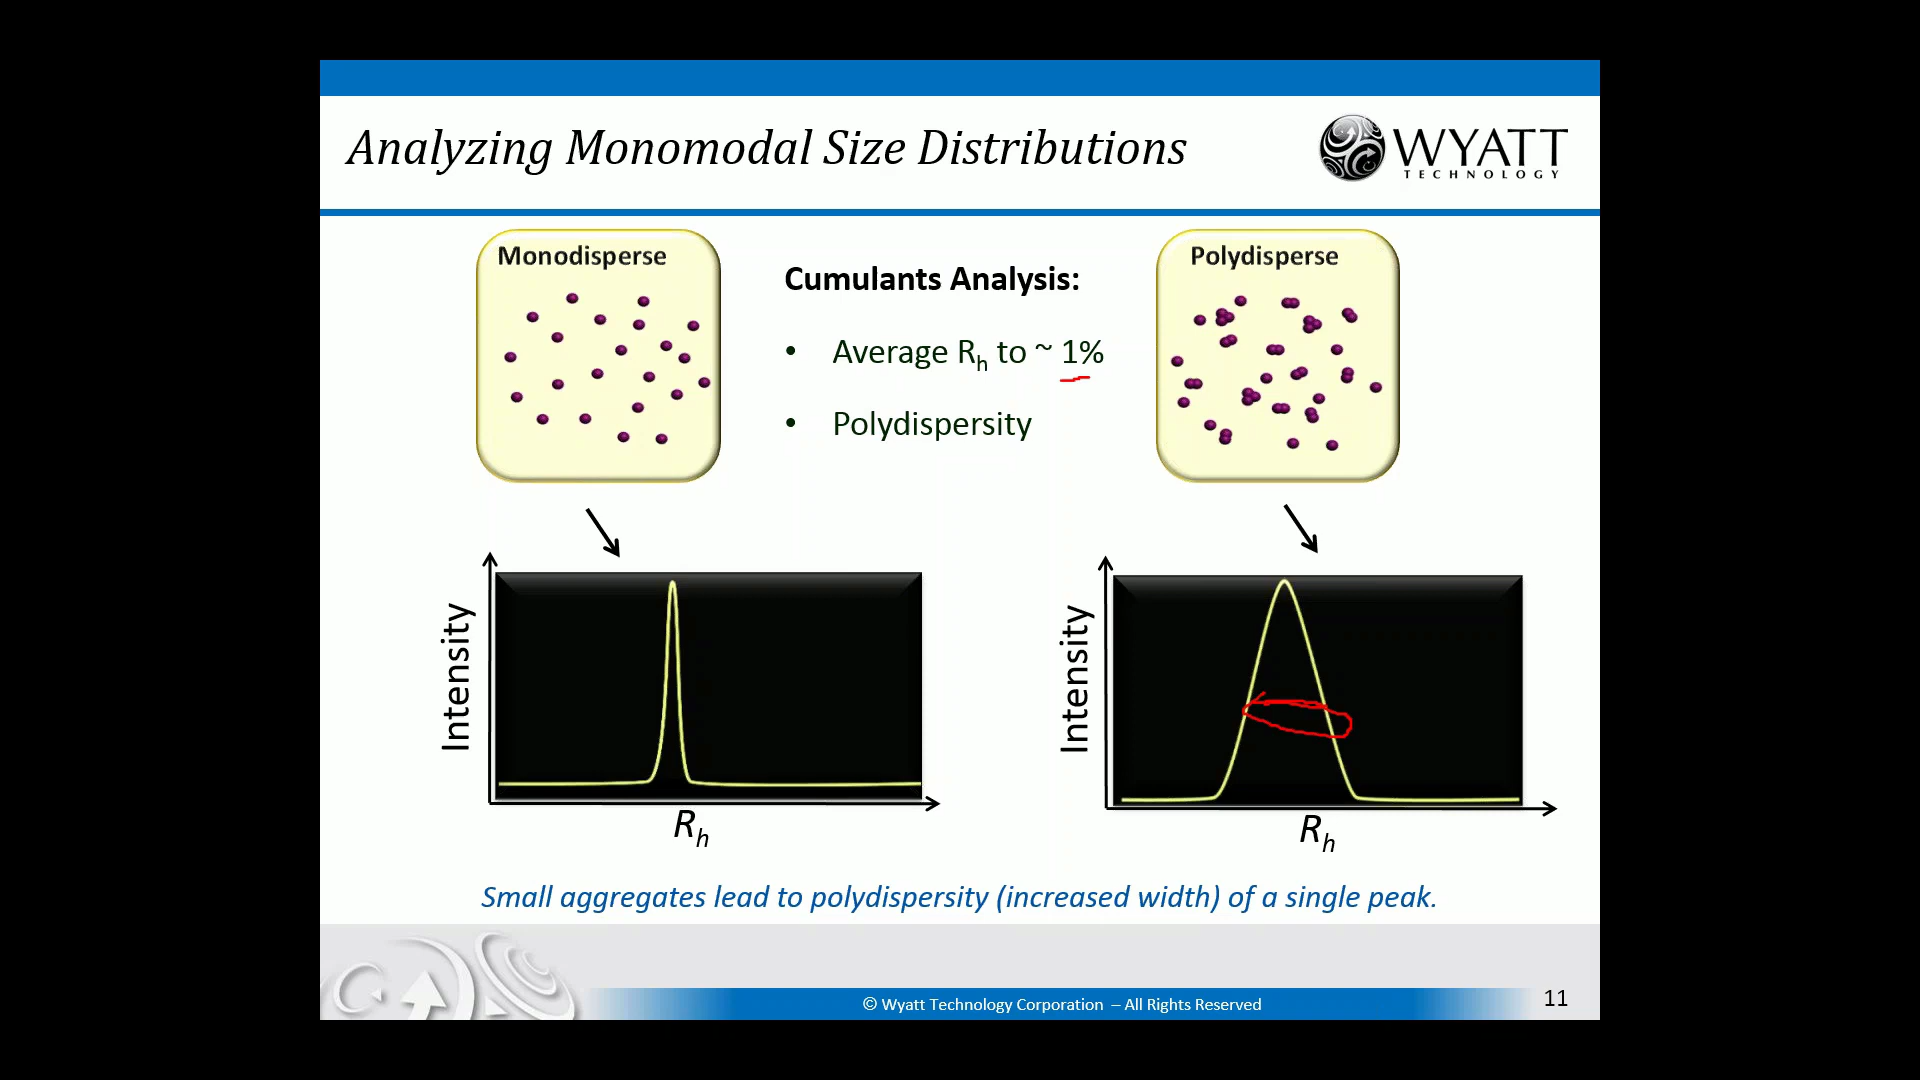 Analyzing Monomodal Size Distributions
WYATT
TECHNOLOGY
Monodisperse
Cumulants Analysis:
• Average Rh to ~ 1%
• Polydispersity
Polydisperse
Intensity
Rh
Intensity
Rh
Small aggregates lead to polydispersity (increased width) of a single peak.
© Wyatt Technology Corporation – All Rights Reserved
11